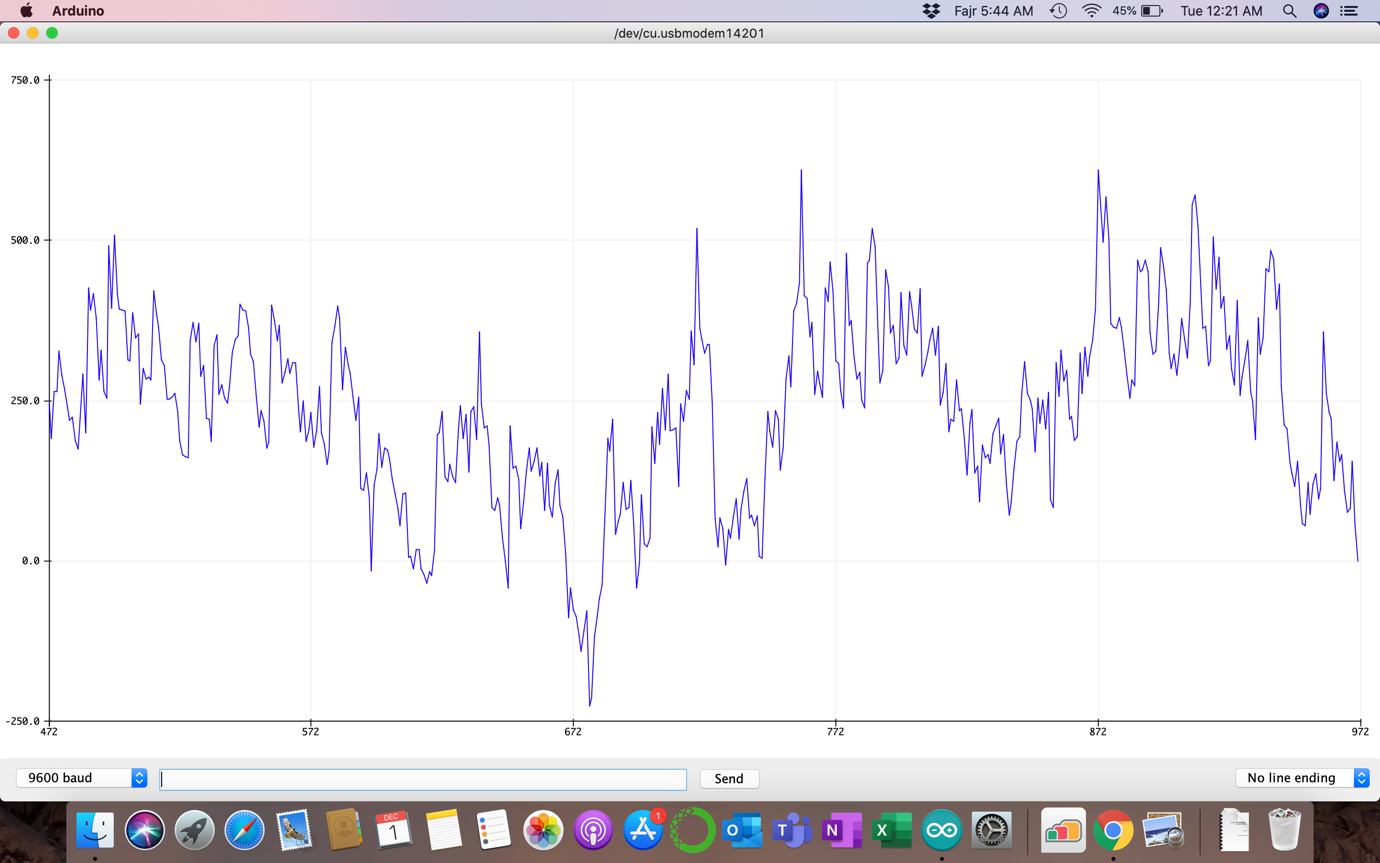 Arduino Fajr 5:44 AM 45% Tue 12:21 AM
/dev/cu.usbmodem14201
750.0
500.0
250.0
0.0
-250.0
472 572 672 772 872 972
9600 baud Send No line ending
DEC
1
1
O T N X